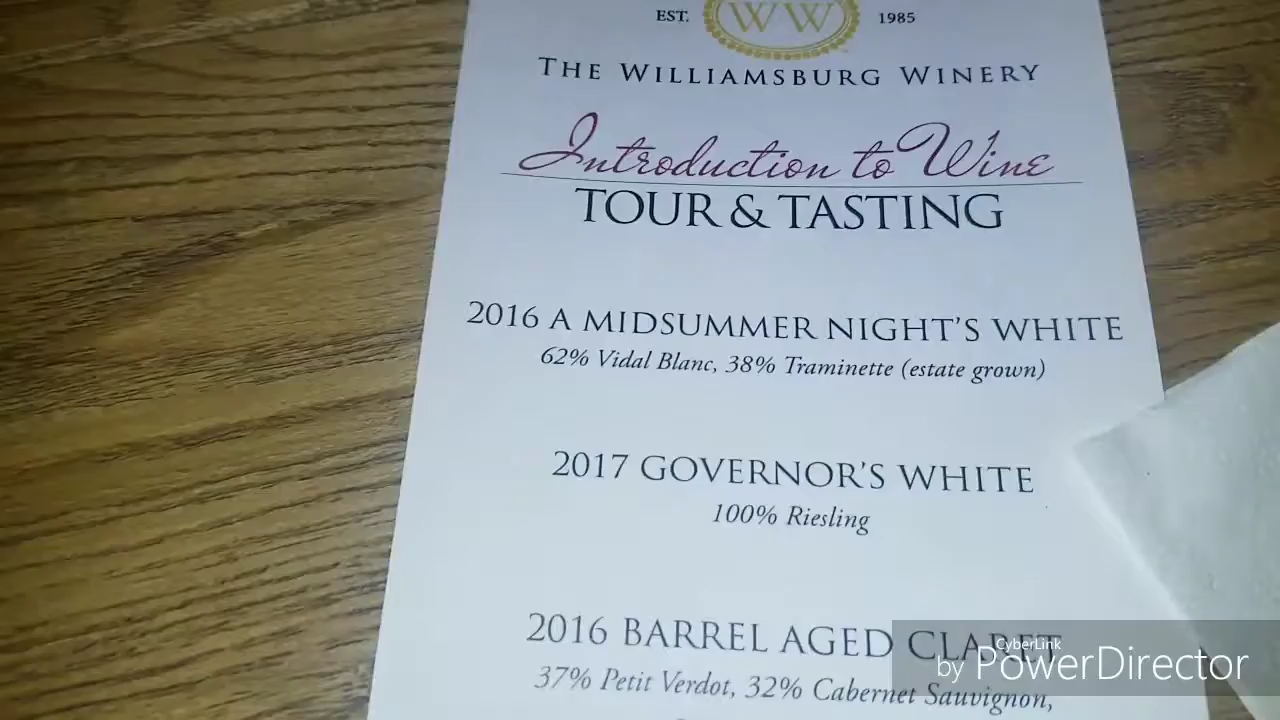 EST. WW 1985
THE WILLIAMSBURG WINERY
Introduction to Wine
TOUR & TASTING
2016 A MIDSUMMER NIGHT'S WHITE
62% Vidal Blanc, 38% Traminette (estate grown)
2017 GOVERNOR'S WHITE
100% Riesling
2016 BARREL AGED CLARET
37% Petit Verdot, 32% Cabernet Sauvignon,
CyberLink
by PowerDirector